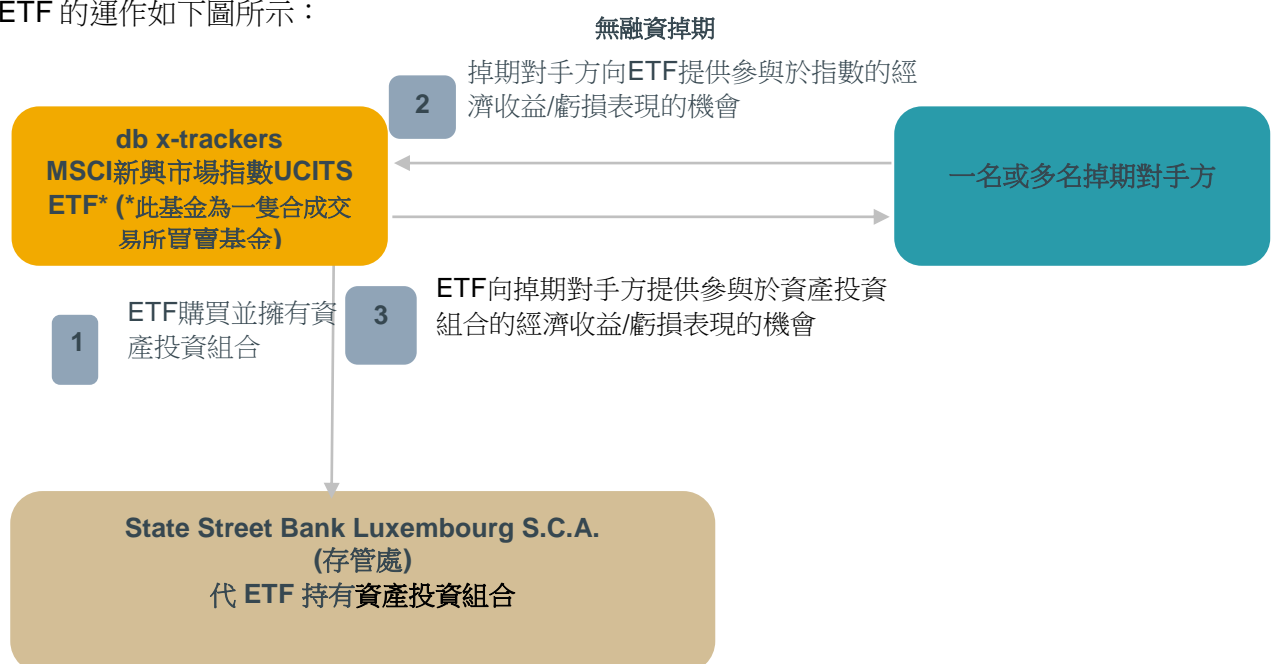 ETF 的運作如下圖所示：
無融資掉期
2
掉期對手方向ETF提供參與於指數的經
濟收益/虧損表現的機會
db x-trackers
MSCI新興市場指數UCITS
ETF* (*此基金為一隻合成交
易所買賣基金)
一名或多名掉期對手方
1
ETF購買並擁有資
產投資組合
3
ETF向掉期對手方提供參與於資產投資
組合的經濟收益/虧損表現的機會
State Street Bank Luxembourg S.C.A.
(存管處)
代 ETF 持有資產投資組合